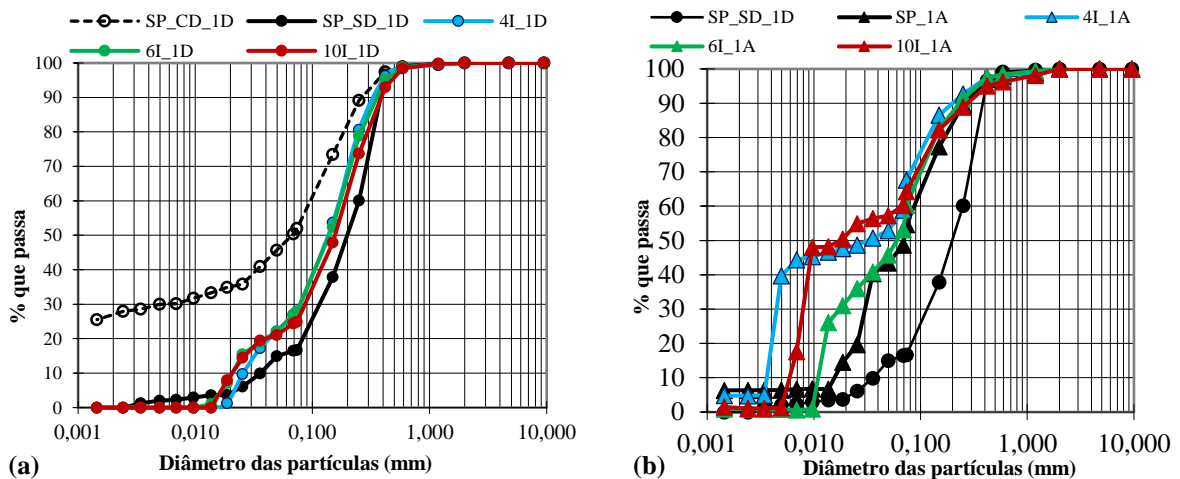 SP_CD_1D SP_SD_1D 4I_1D
6I_1D 10I_1D
100
90
80
70
60
50
40
30
20
10
0
% que passa
0,001 0,010 0,100 1,000 10,000
Diâmetro das partículas (mm)
(a)
SP_SD_1D SP_1A 4I_1A
6I_1A 10I_1A
100
90
80
70
60
50
40
30
20
10
0
% que passa
0,001 0,010 0,100 1,000 10,000
Diâmetro das partículas (mm)
(b)